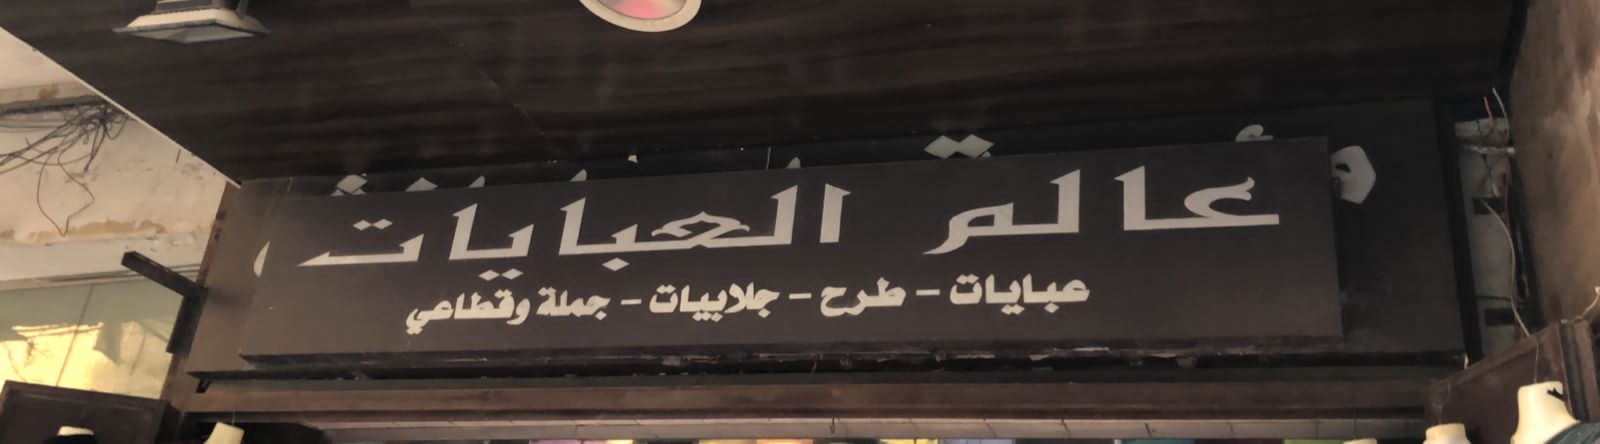 عالم العبايات
عبايات - طرح - جلابيات - جملة وقطاعي